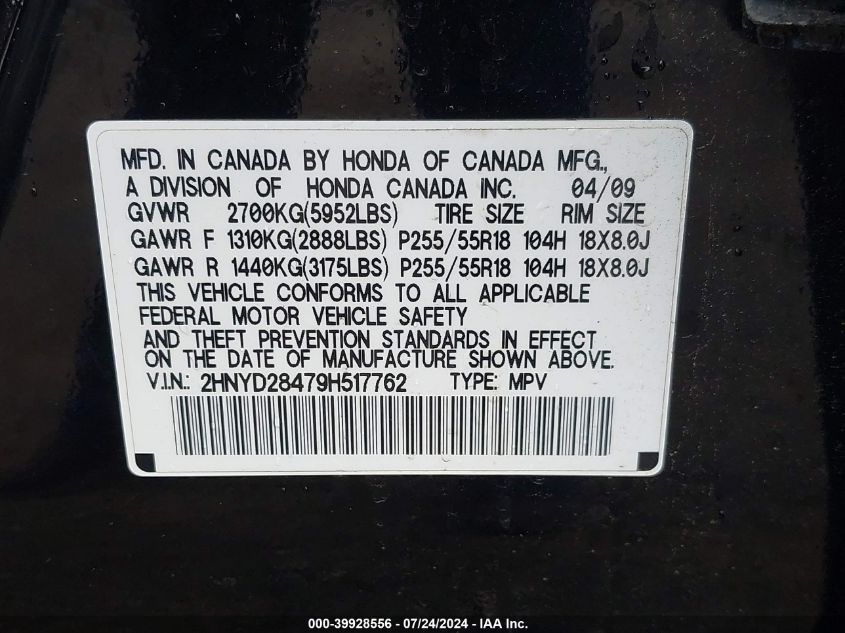 MFD. IN CANADA BY HONDA OF CANADA MFG.,
A DIVISION OF HONDA CANADA INC. 04/09
GVWR 2700KG(5952LBS) TIRE SIZE RIM SIZE
GAWR F 1310KG(2888LBS) P255/55R18 104H 18X8.0J
GAWR R 1440KG(3175LBS) P255/55R18 104H 18X8.0J
THIS VEHICLE CONFORMS TO ALL APPLICABLE
FEDERAL MOTOR VEHICLE SAFETY
AND THEFT PREVENTION STANDARDS IN EFFECT
ON THE DATE OF MANUFACTURE SHOWN ABOVE.
V.I.N.: 2HNYD28479H517762 TYPE: MPV
000-39928556 - 07/24/2024 - IAA Inc.